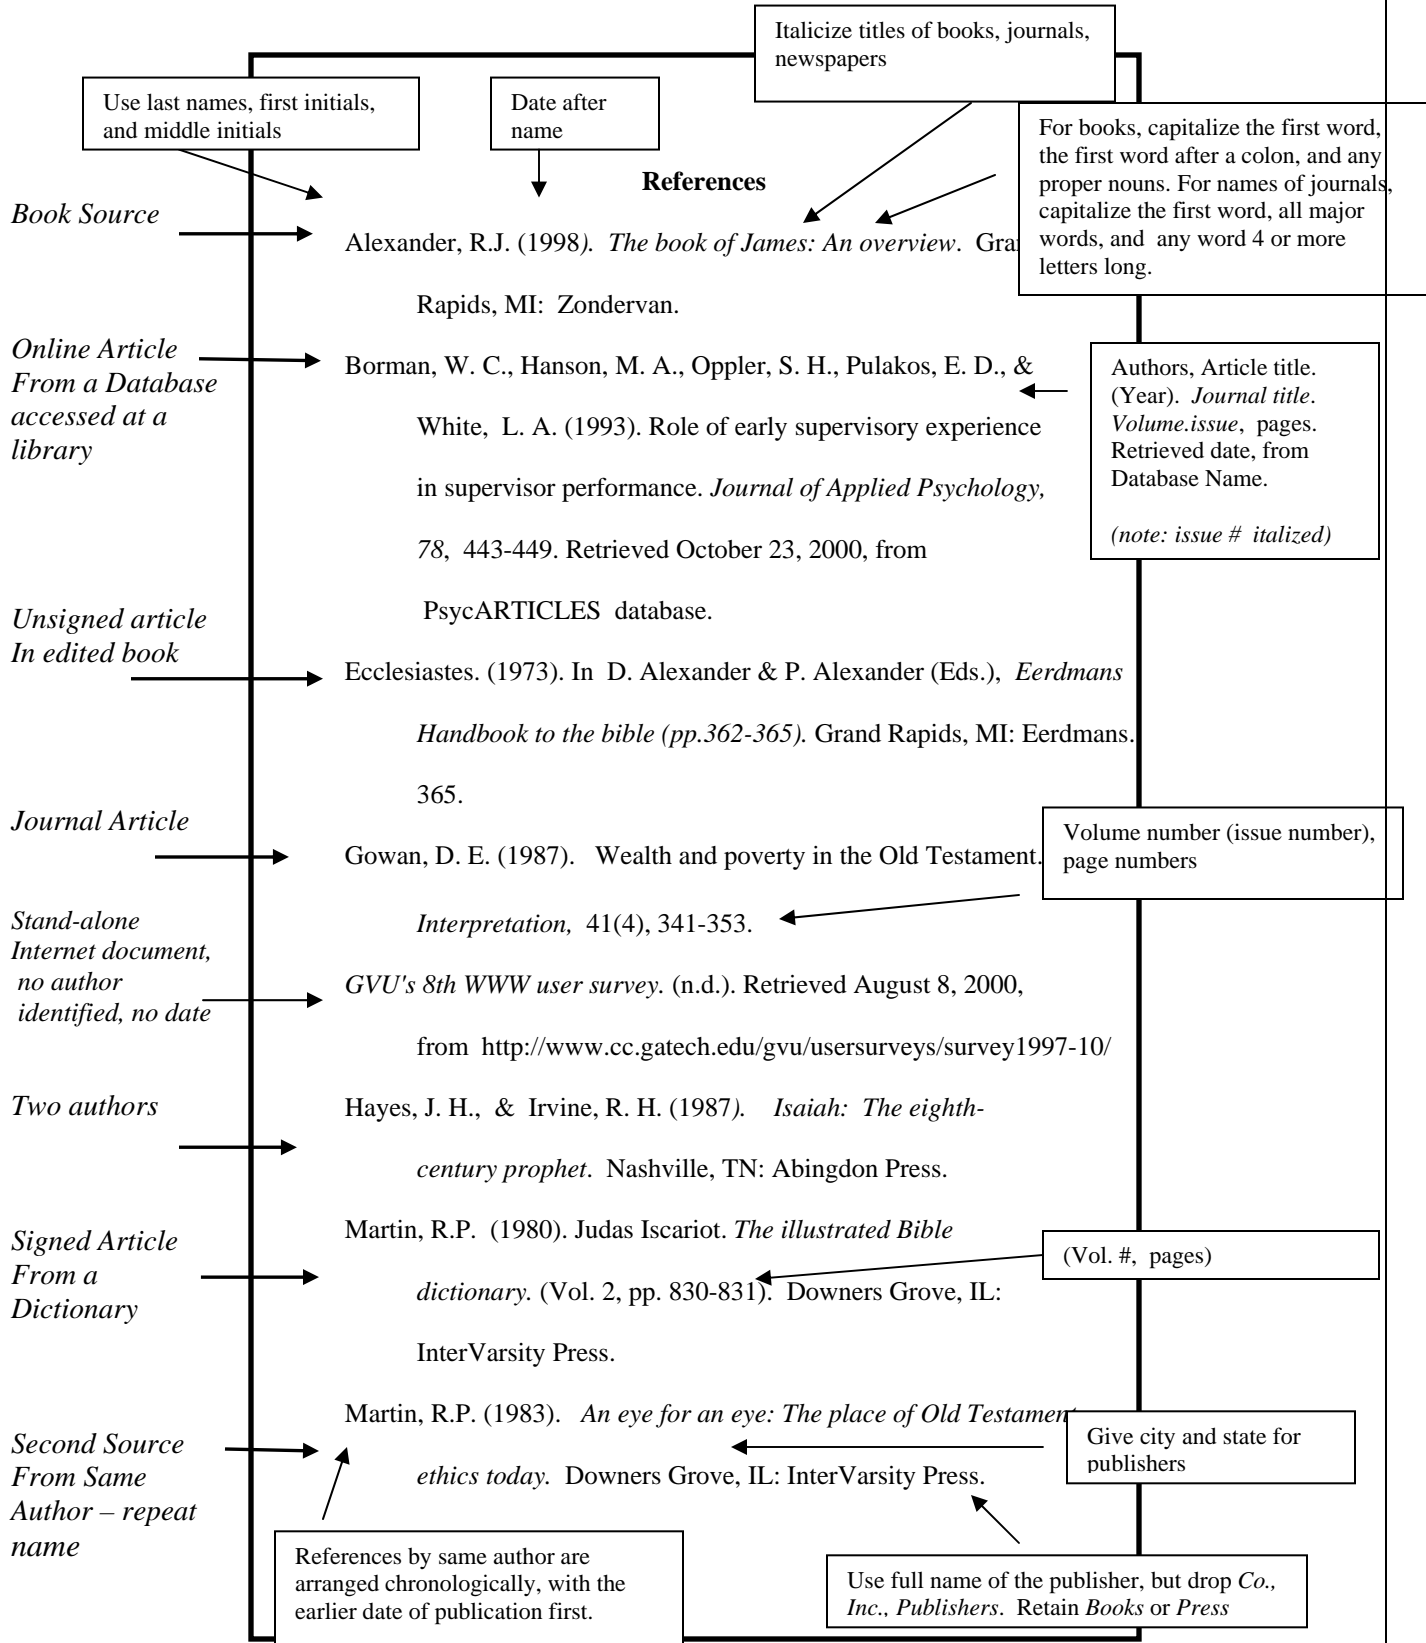 Italicize titles of books, journals,
newspapers
Use last names, first initials,
and middle initials
Date after
name
For books, capitalize the first word,
the first word after a colon, and any
proper nouns. For names of journals,
capitalize the first word, all major
words, and any word 4 or more
letters long.
References
Book Source
Alexander, R.J. (1998). The book of James: An overview. Gran
Rapids, MI: Zondervan.
Online Article
From a Database
accessed at a
library
Borman, W. C., Hanson, M. A., Oppler, S. H., Pulakos, E. D., &
White, L. A. (1993). Role of early supervisory experience
in supervisor performance. Journal of Applied Psychology,
78, 443-449. Retrieved October 23, 2000, from
PsycARTICLES database.
Authors, Article title.
(Year). Journal title.
Volume.issue, pages.
Retrieved date, from
Database Name.
(note: issue # italized)
Unsigned article
In edited book
Ecclesiastes. (1973). In D. Alexander & P. Alexander (Eds.), Eerdmans
Handbook to the bible (pp.362-365). Grand Rapids, MI: Eerdmans.
365.
Journal Article
Gowan, D. E. (1987). Wealth and poverty in the Old Testament.
Interpretation, 41(4), 341-353.
Volume number (issue number),
page numbers
Stand-alone
Internet document,
no author
identified, no date
GVU's 8th WWW user survey. (n.d.). Retrieved August 8, 2000,
from http://www.cc.gatech.edu/gvu/usersurveys/survey1997-10/
Two authors
Hayes, J. H., & Irvine, R. H. (1987). Isaiah: The eighth-
century prophet. Nashville, TN: Abingdon Press.
Signed Article
From a
Dictionary
Martin, R.P. (1980). Judas Iscariot. The illustrated Bible
dictionary. (Vol. 2, pp. 830-831). Downers Grove, IL:
InterVarsity Press.
(Vol. #, pages)
Second Source
From Same
Author – repeat
name
Martin, R.P. (1983). An eye for an eye: The place of Old Testament
ethics today. Downers Grove, IL: InterVarsity Press.
Give city and state for
publishers
References by same author are
arranged chronologically, with the
earlier date of publication first.
Use full name of the publisher, but drop Co.,
Inc., Publishers. Retain Books or Press